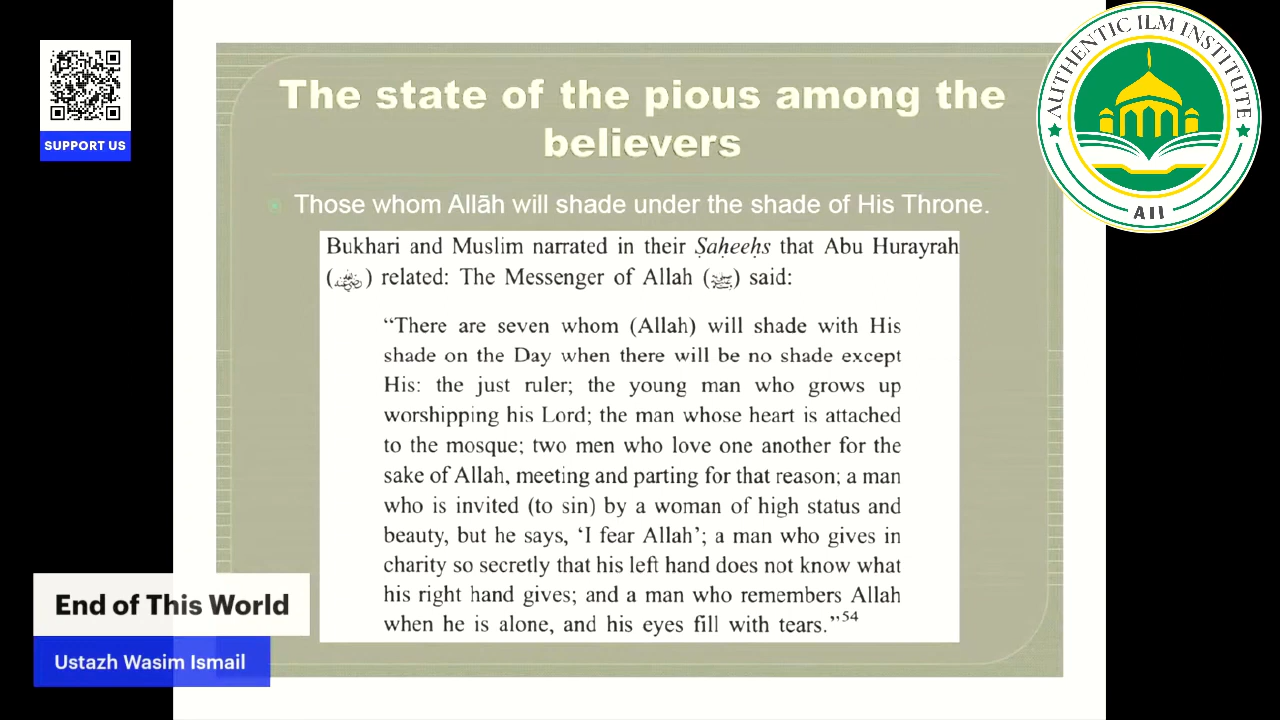 SUPPORT US
AUTHENTIC ILM INSTITUTE
AII
The state of the pious among the
believers
Those whom Allāh will shade under the shade of His Throne.
Bukhari and Muslim narrated in their Ṣaḥeeḥs that Abu Hurayrah
() related: The Messenger of Allah (ﷺ) said:
“There are seven whom (Allah) will shade with His
shade on the Day when there will be no shade except
His: the just ruler; the young man who grows up
worshipping his Lord; the man whose heart is attached
to the mosque; two men who love one another for the
sake of Allah, meeting and parting for that reason; a man
who is invited (to sin) by a woman of high status and
beauty, but he says, ‘I fear Allah’; a man who gives in
charity so secretly that his left hand does not know what
his right hand gives; and a man who remembers Allah
when he is alone, and his eyes fill with tears.”54
End of This World
Ustazh Wasim Ismail